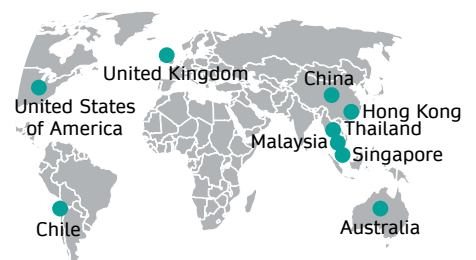 United Kingdom
China
United States
of America
Hong Kong
Thailand
Malaysia
Singapore
Chile
Australia